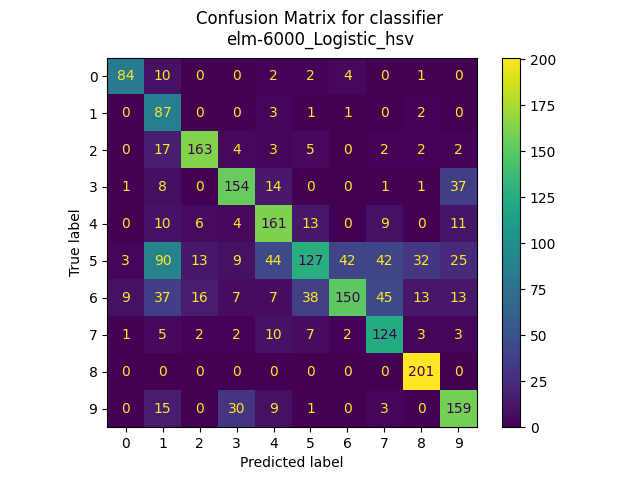 Confusion Matrix for classifier
elm-6000_Logistic_hsv
0 84 10 0 0 2 2 4 0 1 0
1 0 87 0 0 3 1 1 0 2 0
2 0 17 163 4 3 5 0 2 2 2
3 1 8 0 154 14 0 0 1 1 37
4 0 10 6 4 161 13 0 9 0 11
5 3 90 13 9 44 127 42 42 32 25
6 9 37 16 7 7 38 150 45 13 13
7 1 5 2 2 10 7 2 124 3 3
8 0 0 0 0 0 0 0 0 201 0
9 0 15 0 30 9 1 0 3 0 159
0 1 2 3 4 5 6 7 8 9
Predicted label
True label
200
175
150
125
100
75
50
25
0